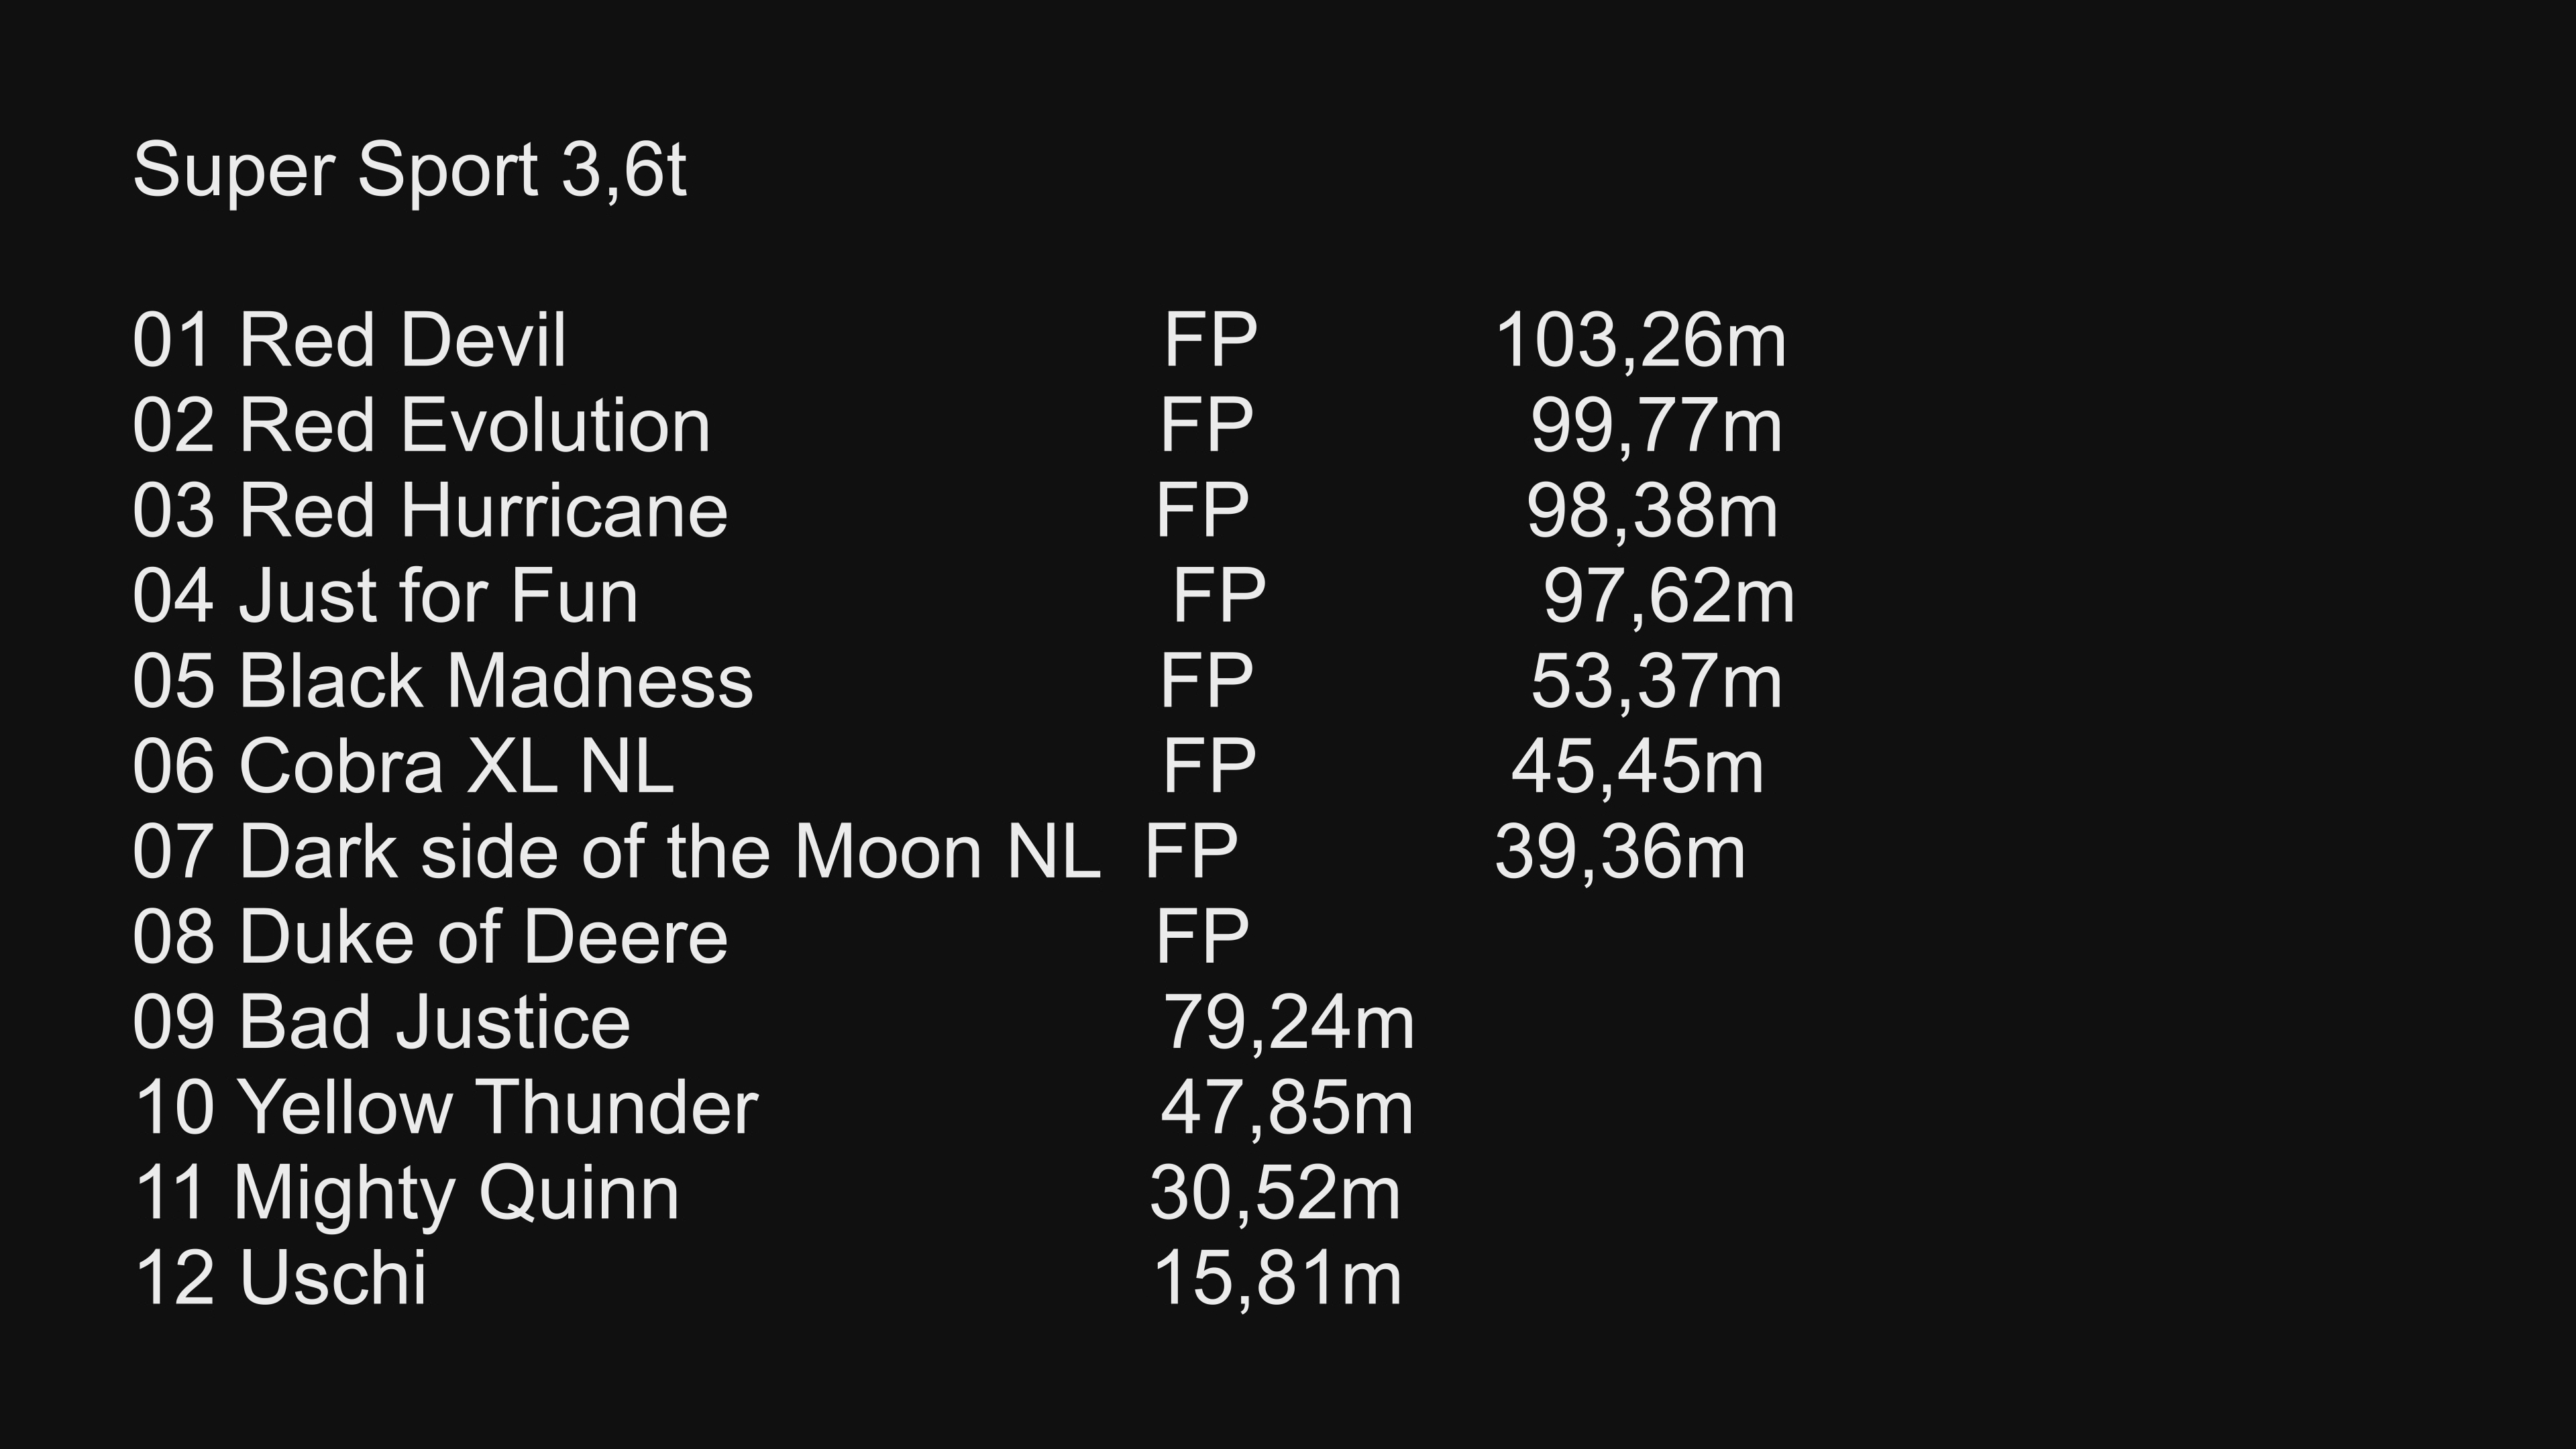 Super Sport 3,6t
01 Red Devil FP 103,26m
02 Red Evolution FP 99,77m
03 Red Hurricane FP 98,38m
04 Just for Fun FP 97,62m
05 Black Madness FP 53,37m
06 Cobra XL NL FP 45,45m
07 Dark side of the Moon NL FP 39,36m
08 Duke of Deere FP
09 Bad Justice 79,24m
10 Yellow Thunder 47,85m
11 Mighty Quinn 30,52m
12 Uschi 15,81m